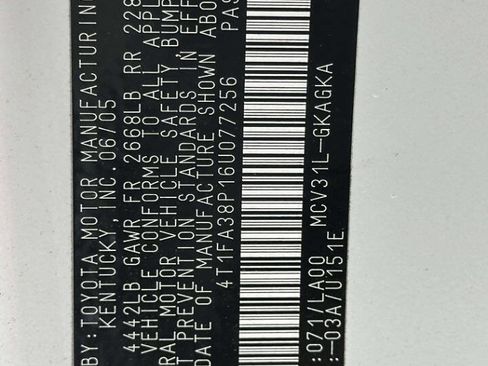 BY: TOYOTA MOTOR MANUFACTURIN
KENTUCKY, INC. 06/05
4442LB GAWR FR 2668LB RR 228
VEHICLE CONFORMS TO ALL APPL
RAL MOTOR VEHICLE SAFETY BUMP
T PREVENTION STANDARDS IN EFF
DATE OF MANUFACTURE SHOWN ABO
4T1FA38P16U077256 PAS
:071/LA00 MCV31L-GKAGKA
:-03A/U151E